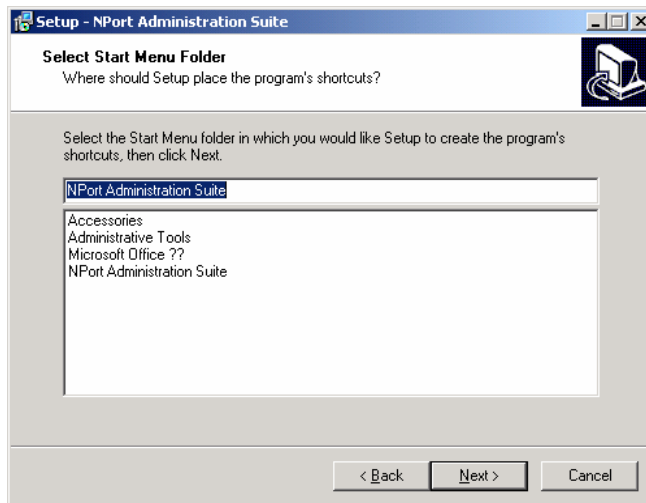 Setup - NPort Administration Suite
Select Start Menu Folder
Where should Setup place the program's shortcuts?
Select the Start Menu folder in which you would like Setup to create the program's
shortcuts, then click Next.
NPort Administration Suite
Accessories
Administrative Tools
Microsoft Office ??
NPort Administration Suite
< Back
Next >
Cancel